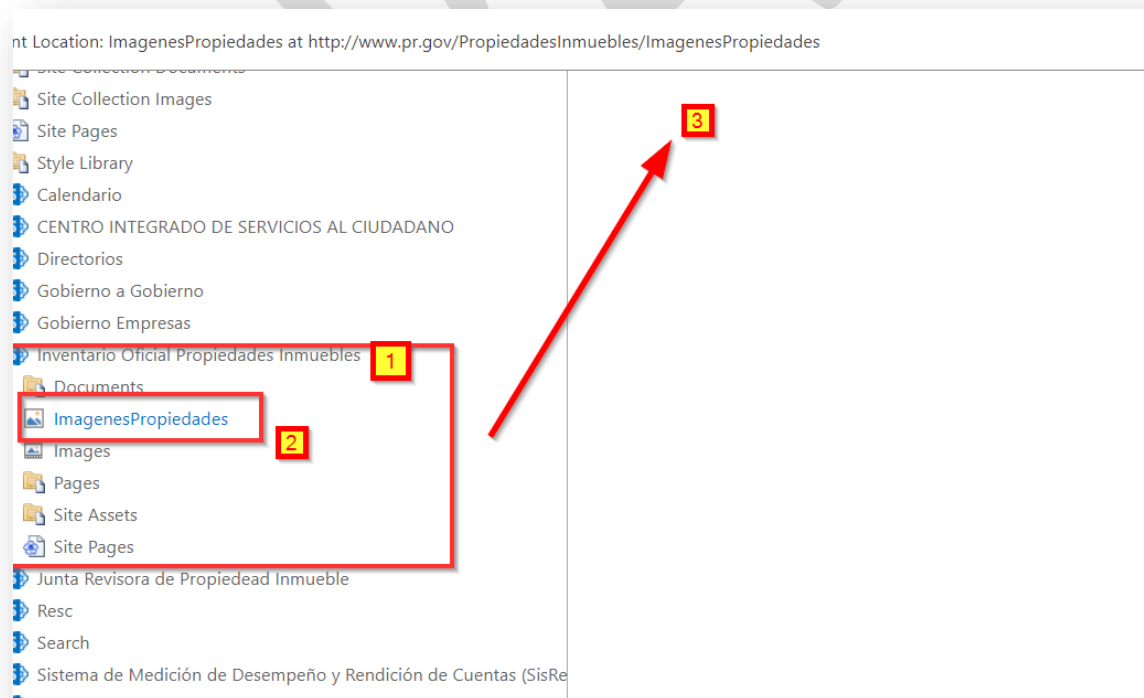 nt Location: ImagenesPropiedades at http://www.pr.gov/PropiedadesInmuebles/ImagenesPropiedades
Site Collection Documents
Site Collection Images
3
Site Pages
Style Library
Calendario
CENTRO INTEGRADO DE SERVICIOS AL CIUDADANO
Directorios
Gobierno a Gobierno
Gobierno Empresas
Inventario Oficial Propiedades Inmuebles
1
Documents
ImagenesPropiedades
2
Images
Pages
Site Assets
Site Pages
Junta Revisora de Propiedead Inmueble
Resc
Search
Sistema de Medición de Desempeño y Rendición de Cuentas (SisRe